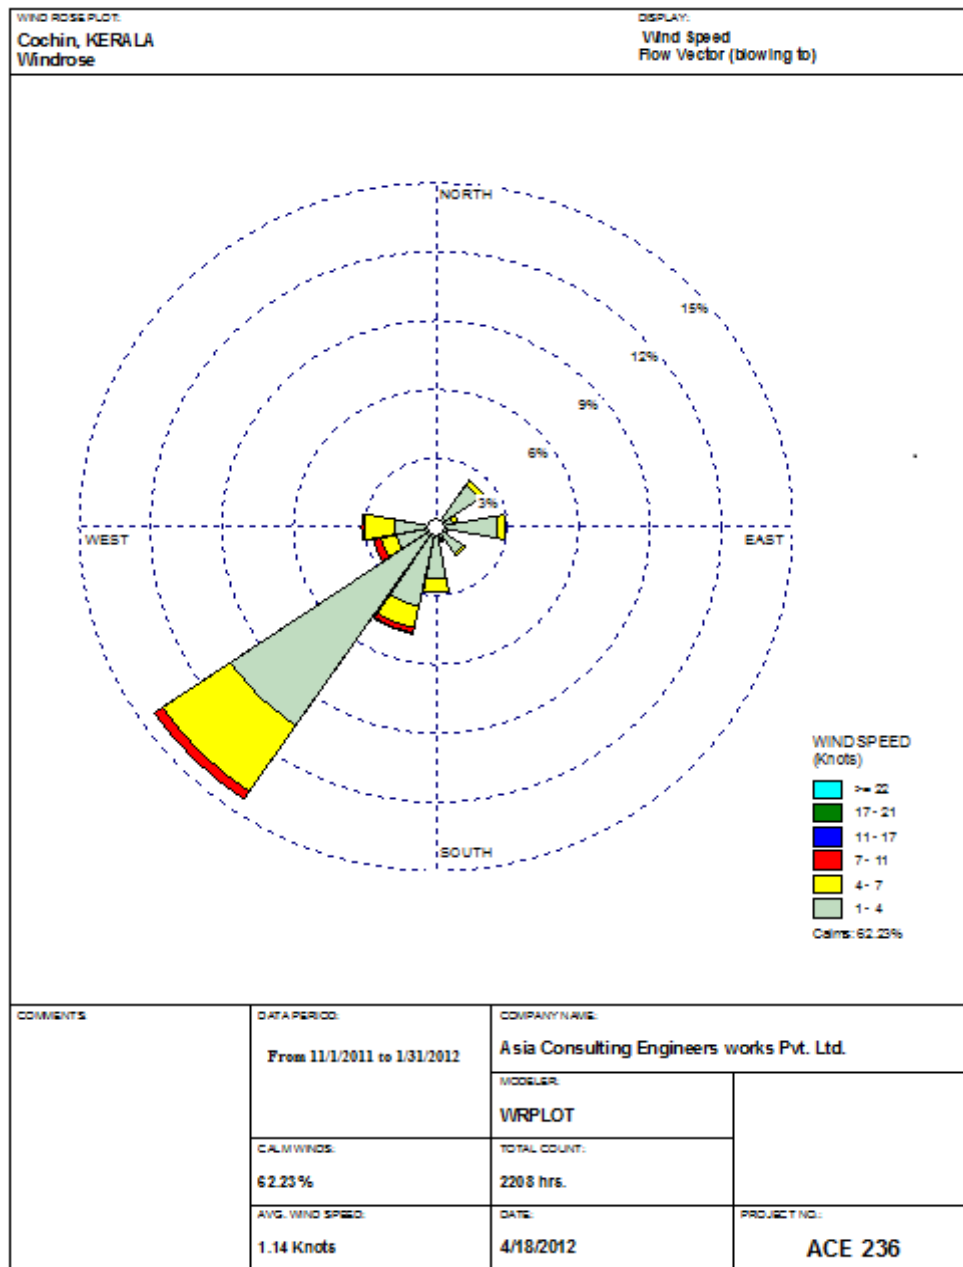 WIND ROSE PLOT:
Cochin, KERALA
Windrose
DISPLAY:
Wind Speed
Flow Vector (blowing to)
NORTH
15%
12%
9%
6%
3%
WEST
EAST
SOUTH
WIND SPEED
(Knots)
>= 22
17 - 21
11 - 17
7 - 11
4 - 7
1 - 4
Calms: 62.23%
COMMENTS:
DATA PERIOD:
From 11/1/2011 to 1/31/2012
COMPANY NAME:
Asia Consulting Engineers works Pvt. Ltd.
MODELER:
WRPLOT
CALM WINDS:
62.23%
TOTAL COUNT:
2208 hrs.
AVG. WIND SPEED:
1.14 Knots
DATE:
4/18/2012
PROJECT NO.:
ACE 236